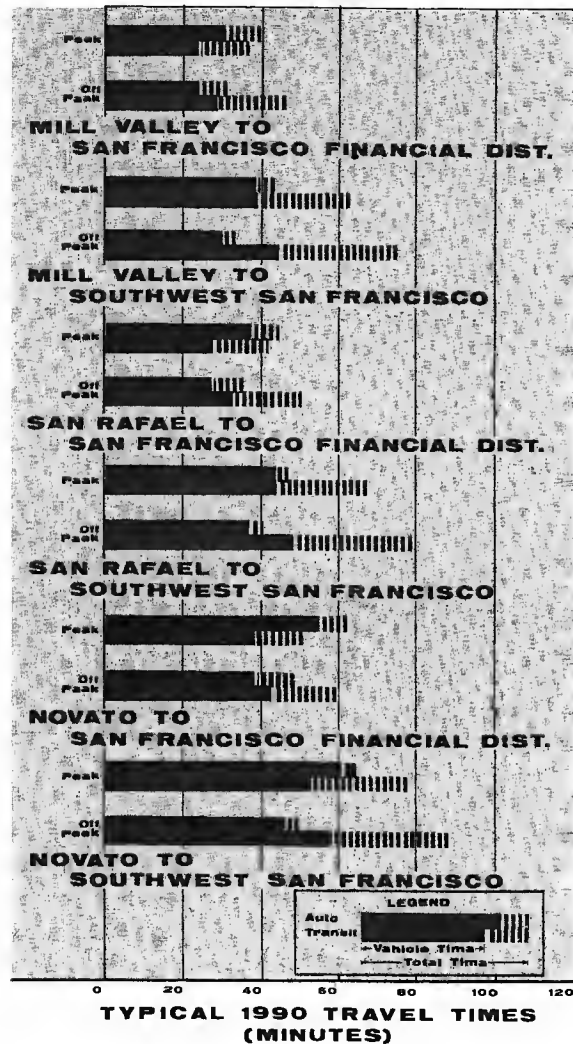 Peak
Off
Peak
MILL VALLEY TO
SAN FRANCISCO FINANCIAL DIST.
Peak
Off
Peak
MILL VALLEY TO
SOUTHWEST SAN FRANCISCO
Peak
Off
Peak
SAN RAFAEL TO
SAN FRANCISCO FINANCIAL DIST.
Peak
Off
Peak
SAN RAFAEL TO
SOUTHWEST SAN FRANCISCO
Peak
Off
Peak
NOVATO TO
SAN FRANCISCO FINANCIAL DIST.
Peak
Off
Peak
NOVATO TO
SOUTHWEST SAN FRANCISCO
LEGEND
Auto
Transit
Vehicle Time
Total Time
0 20 40 60 80 100 120
TYPICAL 1990 TRAVEL TIMES
(MINUTES)